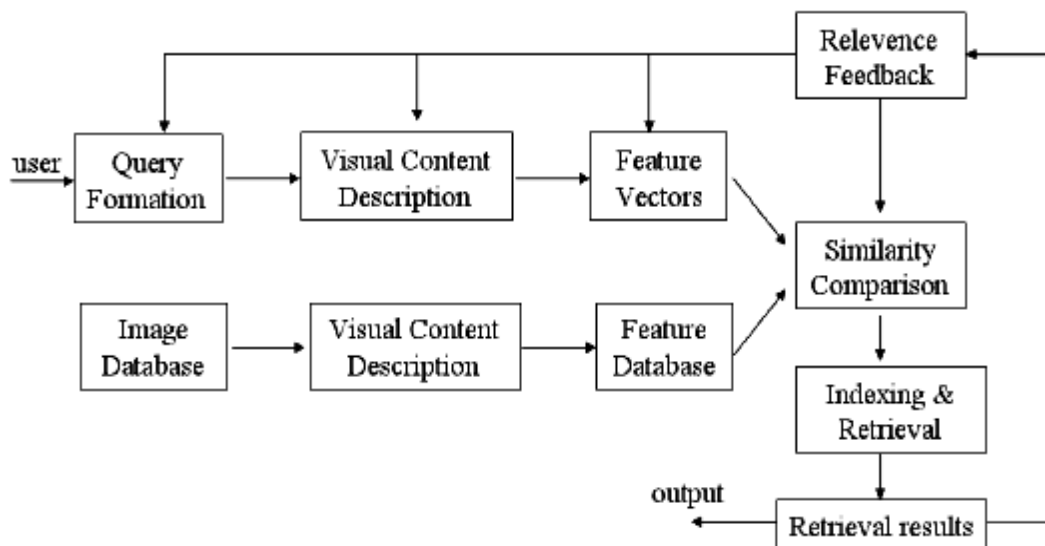 Relevence
Feedback
user
Query
Formation
Visual Content
Description
Feature
Vectors
Similarity
Comparison
Image
Database
Visual Content
Description
Feature
Database
Indexing &
Retrieval
output
Retrieval results